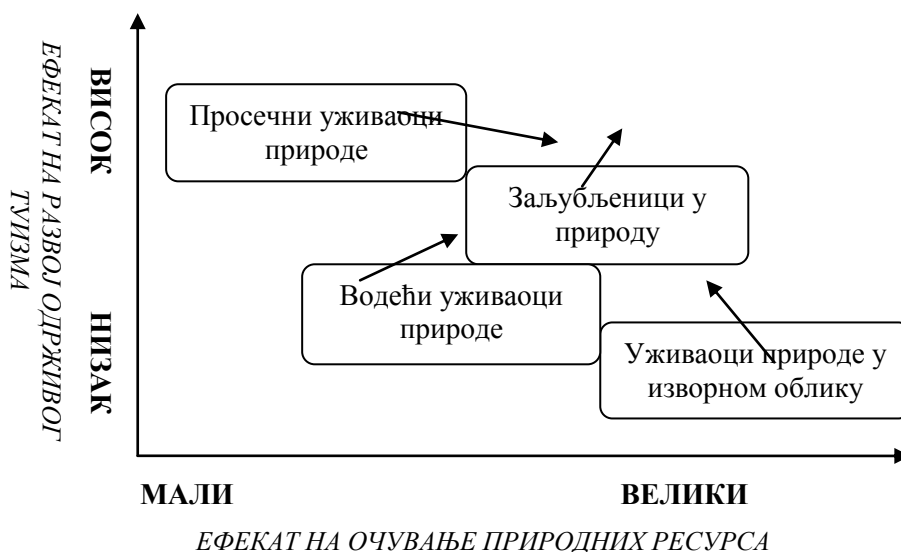 ЕФЕКАТ НА РАЗВОЈ ОДРЖИВОГ
ТУИЗМА
ВИСОК
НИЗАК
Просечни уживаоци
природе
Заљубљеници у
природу
Водећи уживаоци
природе
Уживаоци природе у
изворном облику
МАЛИ
ВЕЛИКИ
ЕФЕКАТ НА ОЧУВАЊЕ ПРИРОДНИХ РЕСУРСА